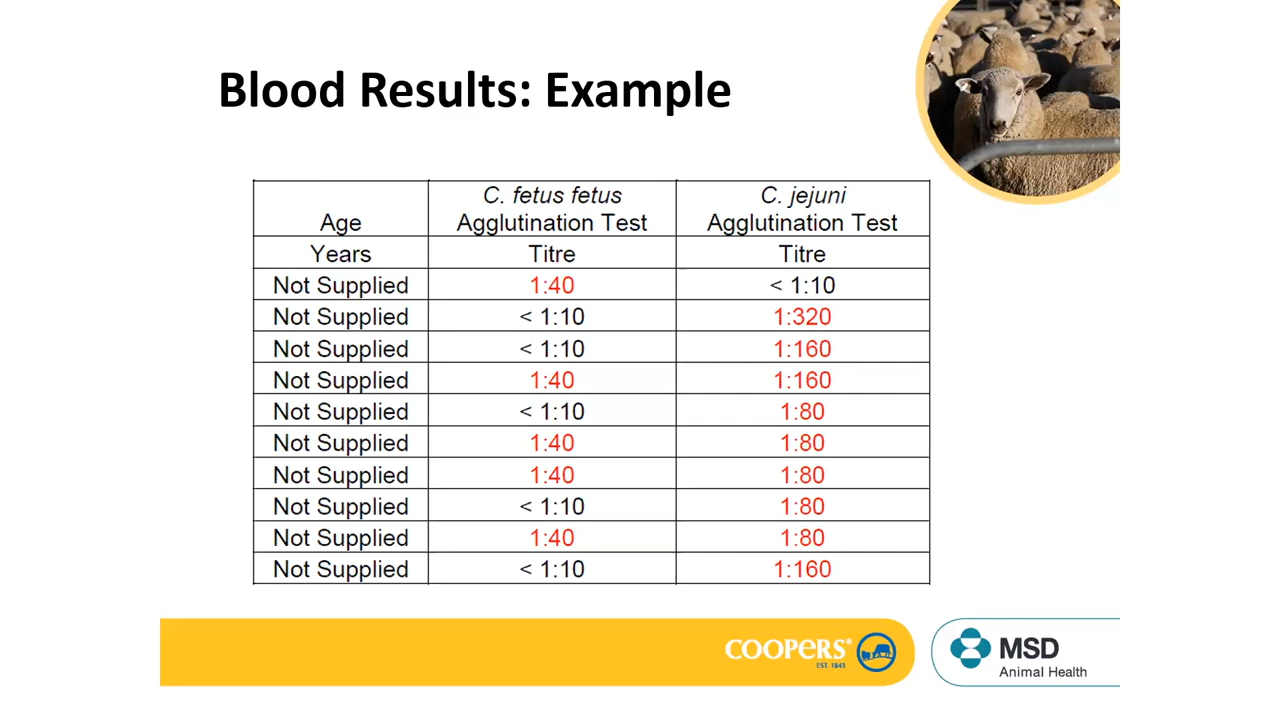 Blood Results: Example
C. fetus fetus C. jejuni
Age Agglutination Test Agglutination Test
Years Titre Titre
Not Supplied 1:40 < 1:10
Not Supplied < 1:10 1:320
Not Supplied < 1:10 1:160
Not Supplied 1:40 1:160
Not Supplied < 1:10 1:80
Not Supplied 1:40 1:80
Not Supplied 1:40 1:80
Not Supplied < 1:10 1:80
Not Supplied 1:40 1:80
Not Supplied < 1:10 1:160
COOPERS®
EST. 1843
MSD
Animal Health